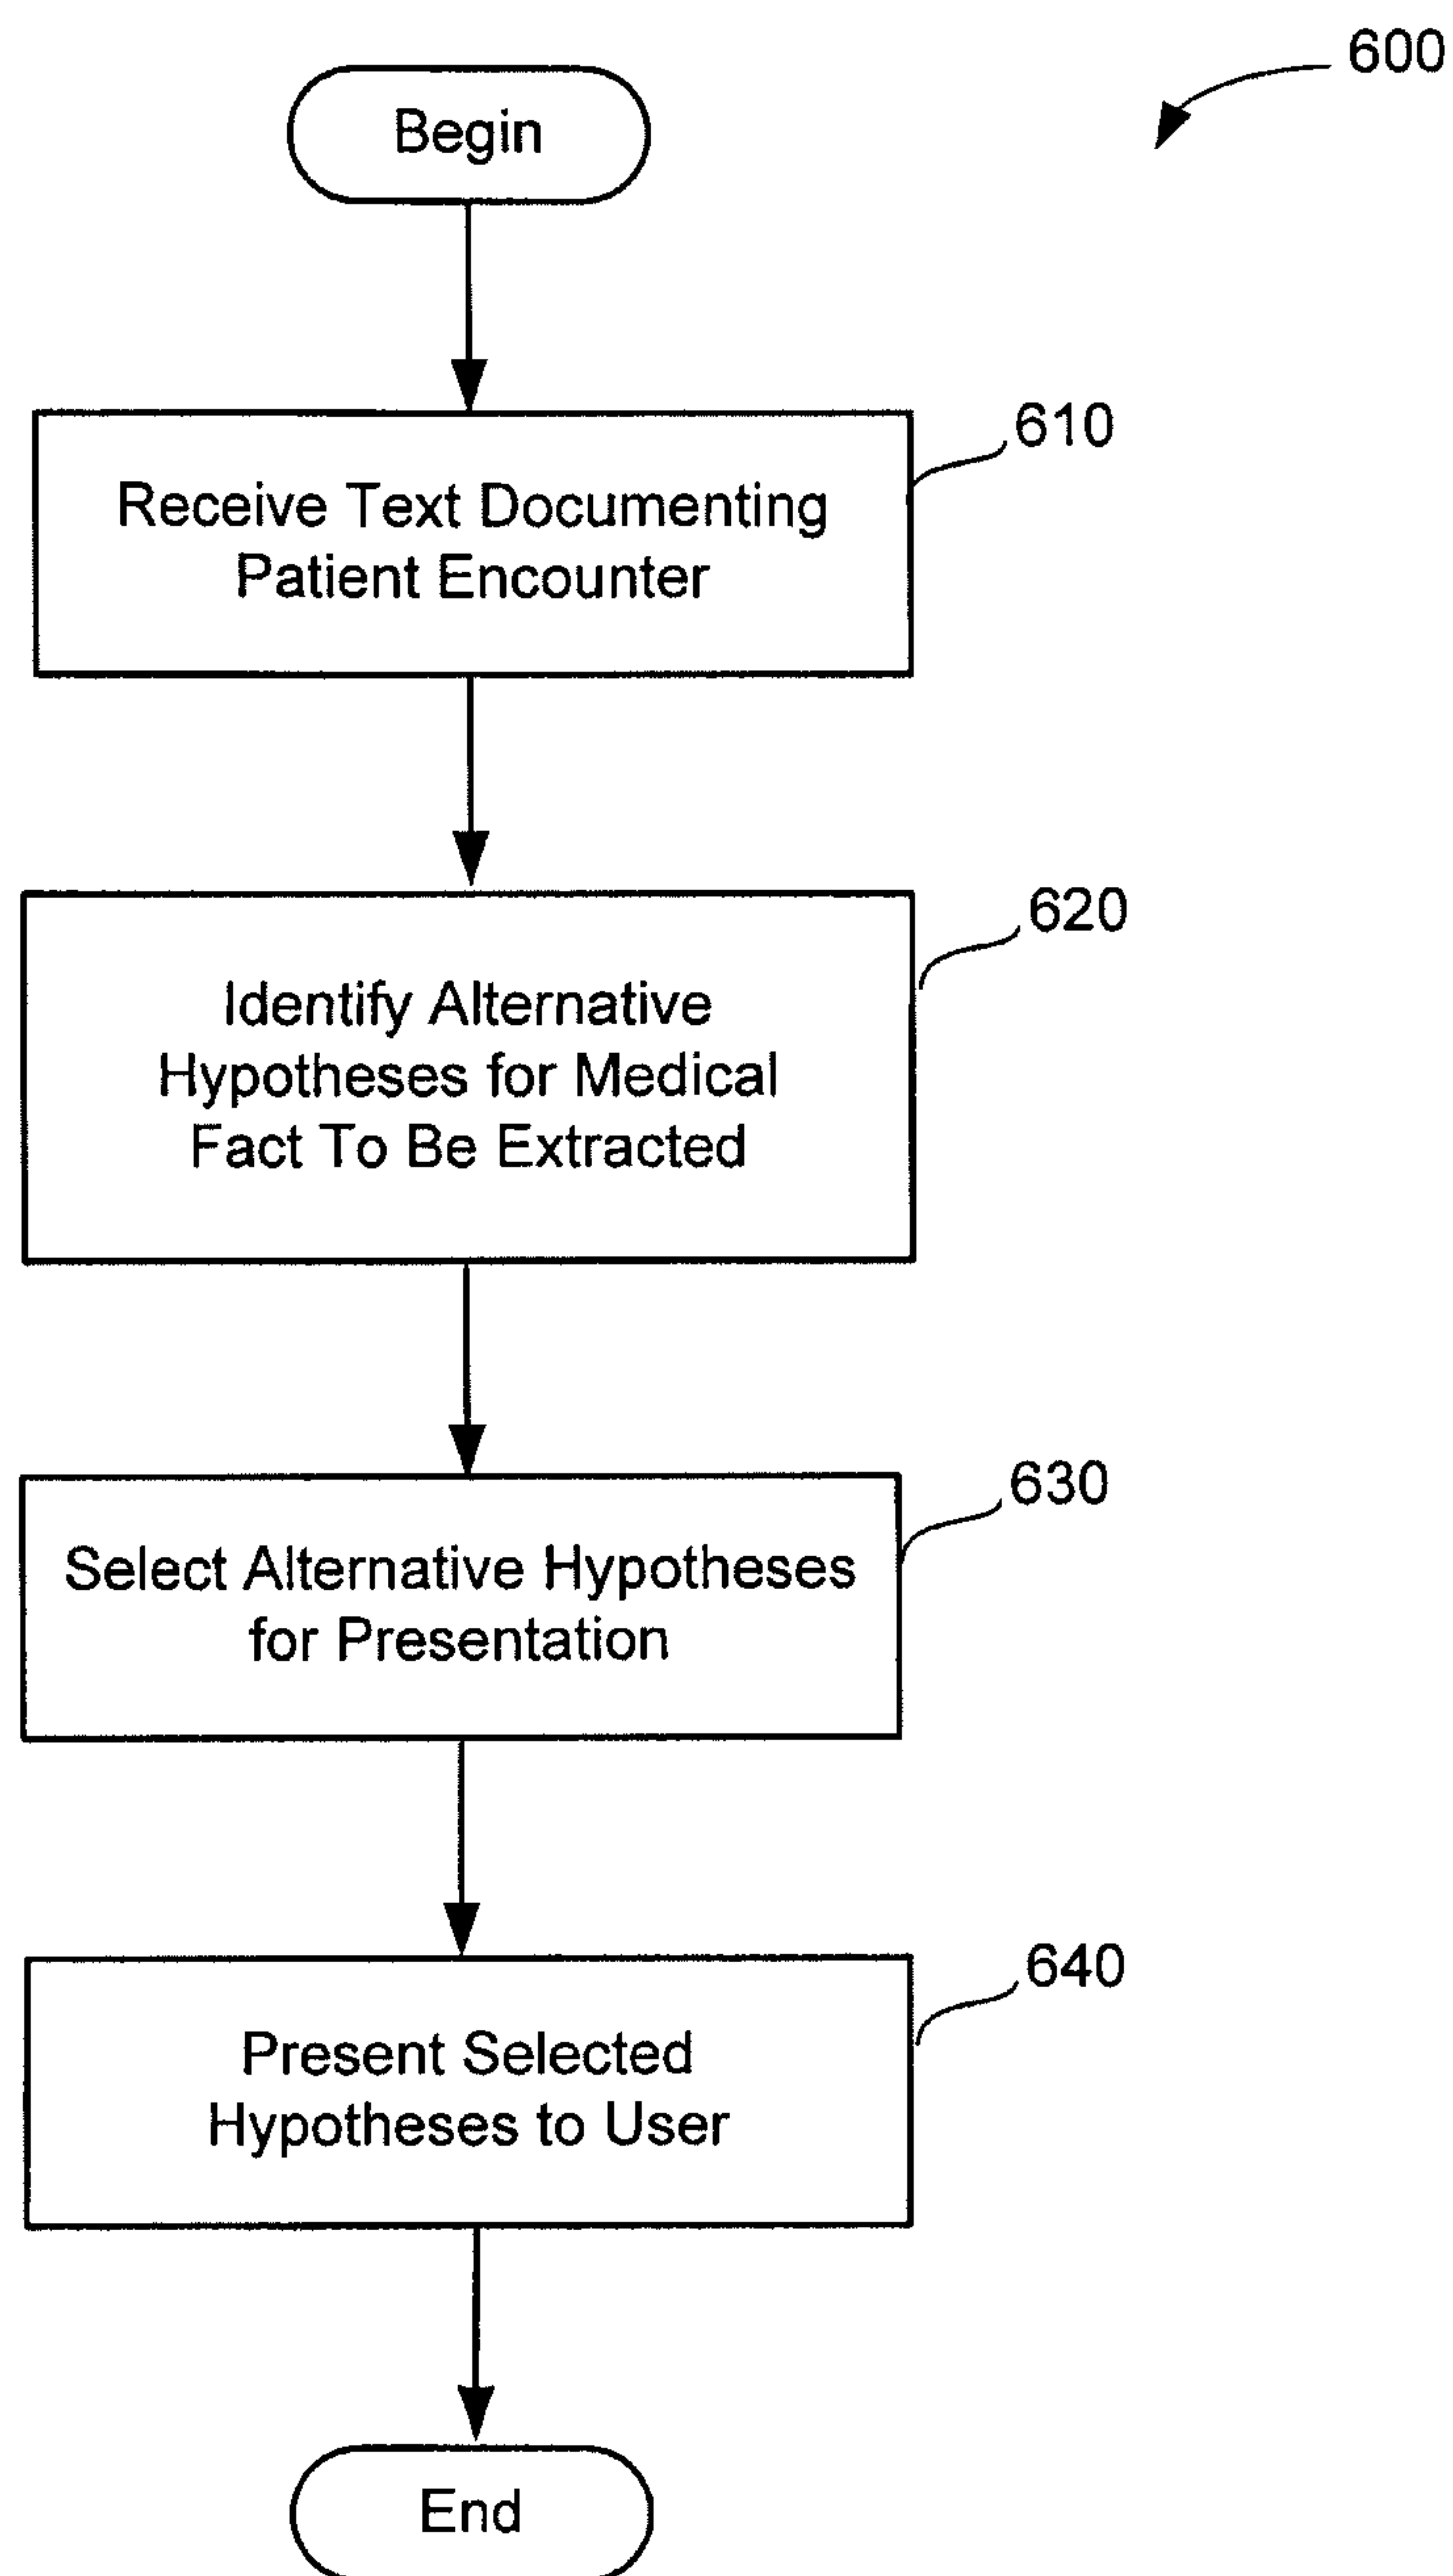 600
Begin
610
Receive Text Documenting
Patient Encounter
620
Identify Alternative
Hypotheses for Medical
Fact To Be Extracted
630
Select Alternative Hypotheses
for Presentation
640
Present Selected
Hypotheses to User
End